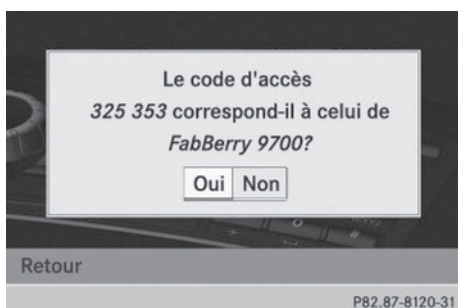 Le code d'accès
325 353 correspond-il à celui de
FabBerry 9700?
Oui Non
Retour
P82.87-8120-31